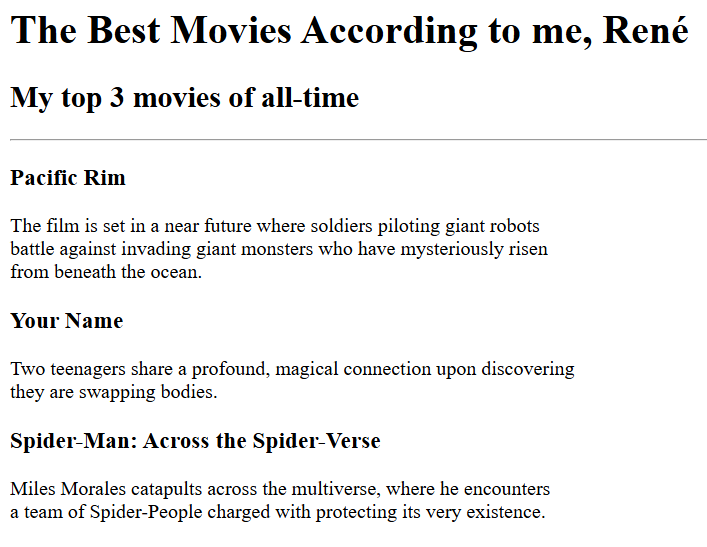 The Best Movies According to me, René
My top 3 movies of all-time
Pacific Rim
The film is set in a near future where soldiers piloting giant robots
battle against invading giant monsters who have mysteriously risen
from beneath the ocean.
Your Name
Two teenagers share a profound, magical connection upon discovering
they are swapping bodies.
Spider-Man: Across the Spider-Verse
Miles Morales catapults across the multiverse, where he encounters
a team of Spider-People charged with protecting its very existence.